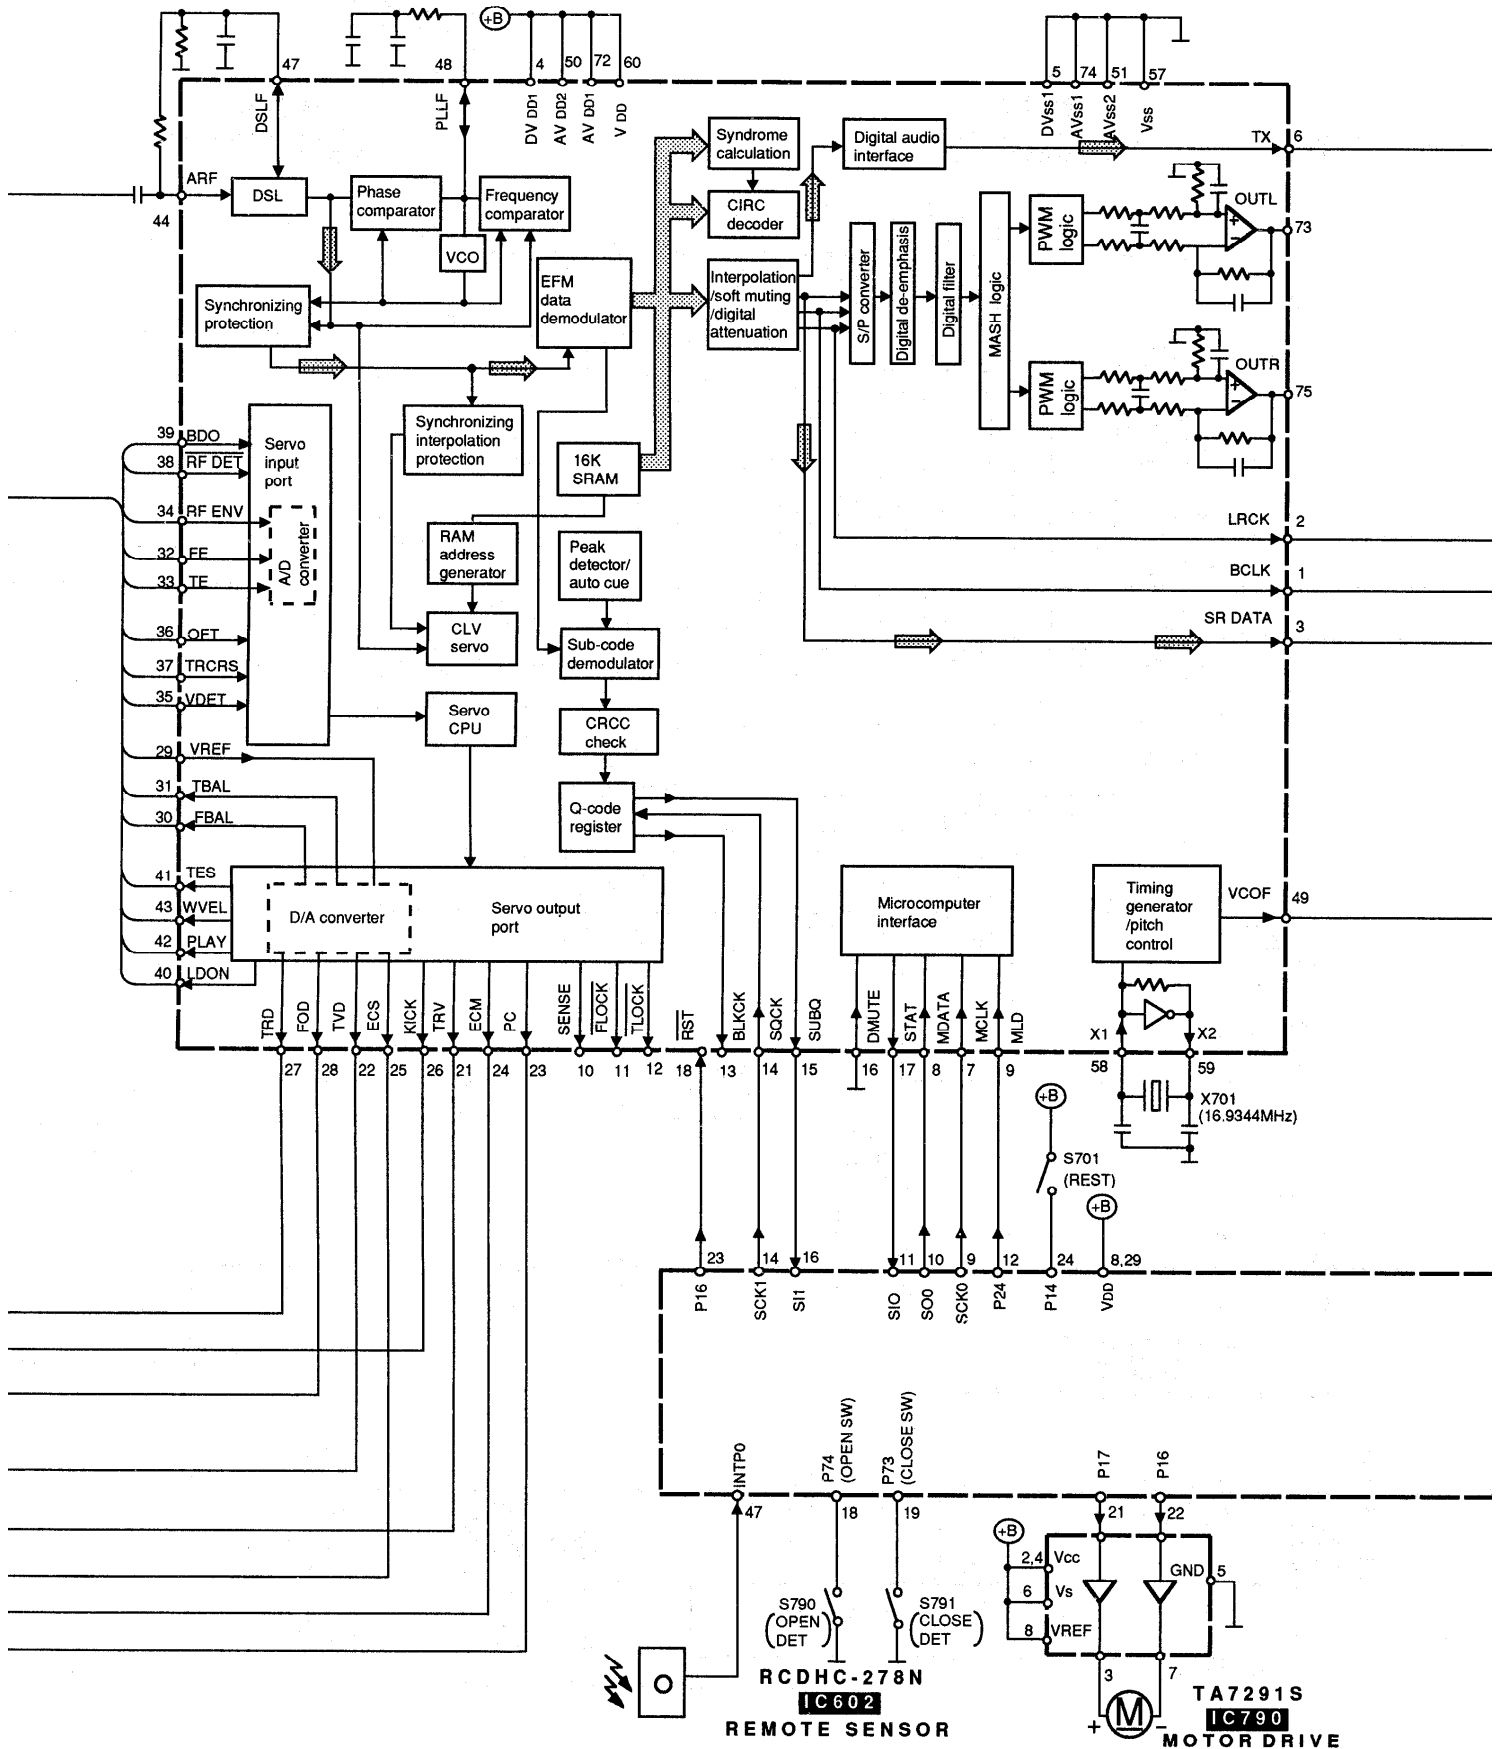 +B
47
48
4
50
72
60
5
74
51
57
DSLF
PLLF
DV DD1
AV DD2
AV DD1
V DD
DVss1
AVss1
AVss2
Vss
TX
6
ARF
44
DSL
Phase
comparator
Frequency
comparator
VCO
Syndrome
calculation
Digital audio
interface
CIRC
decoder
PWM
logic
OUTL
73
Synchronizing
protection
EFM
data
demodulator
Interpolation
/soft muting
/digital
attenuation
S/P converter
Digital de-emphasis
Digital filter
MASH logic
PWM
logic
OUTR
75
39
BDO
38
RF DET
34
RF ENV
32
FE
33
TE
36
OFT
37
TRCRS
35
VDET
Servo
input
port
A/D
converter
Synchronizing
interpolation
protection
16K
SRAM
RAM
address
generator
Peak
detector/
auto cue
LRCK
2
BCLK
1
SR DATA
3
CLV
servo
Sub-code
demodulator
Servo
CPU
CRCC
check
29
VREF
31
TBAL
30
FBAL
Q-code
register
41
TES
43
WVEL
42
PLAY
40
LDON
D/A converter
Servo output
port
Microcomputer
interface
Timing
generator
/pitch
control
VCOF
49
TRD
FOD
TVD
ECS
KICK
TRV
ECM
PC
SENSE
FLOCK
TLOCK
RST
BLKCK
SQCK
SUBQ
DMUTE
STAT
MDATA
MCLK
MLD
X1
X2
27
28
22
25
26
21
24
23
10
11
12
18
13
14
15
16
17
8
7
9
58
59
X701
(16.9344MHz)
+B
S701
(REST)
+B
23
14
16
11
10
9
12
24
8,29
P16
SCK1
SI1
SIO
SO0
SCK0
P24
P14
VDD
INTP0
P74
(OPEN SW)
P73
(CLOSE SW)
P17
P16
47
18
19
21
22
+B
2,4
Vcc
6
Vs
8
VREF
GND
5
S790
(OPEN
DET)
S791
(CLOSE
DET)
3
7
RCDHC-278N
IC602
REMOTE SENSOR
+
M
−
TA7291S
IC790
MOTOR DRIVE